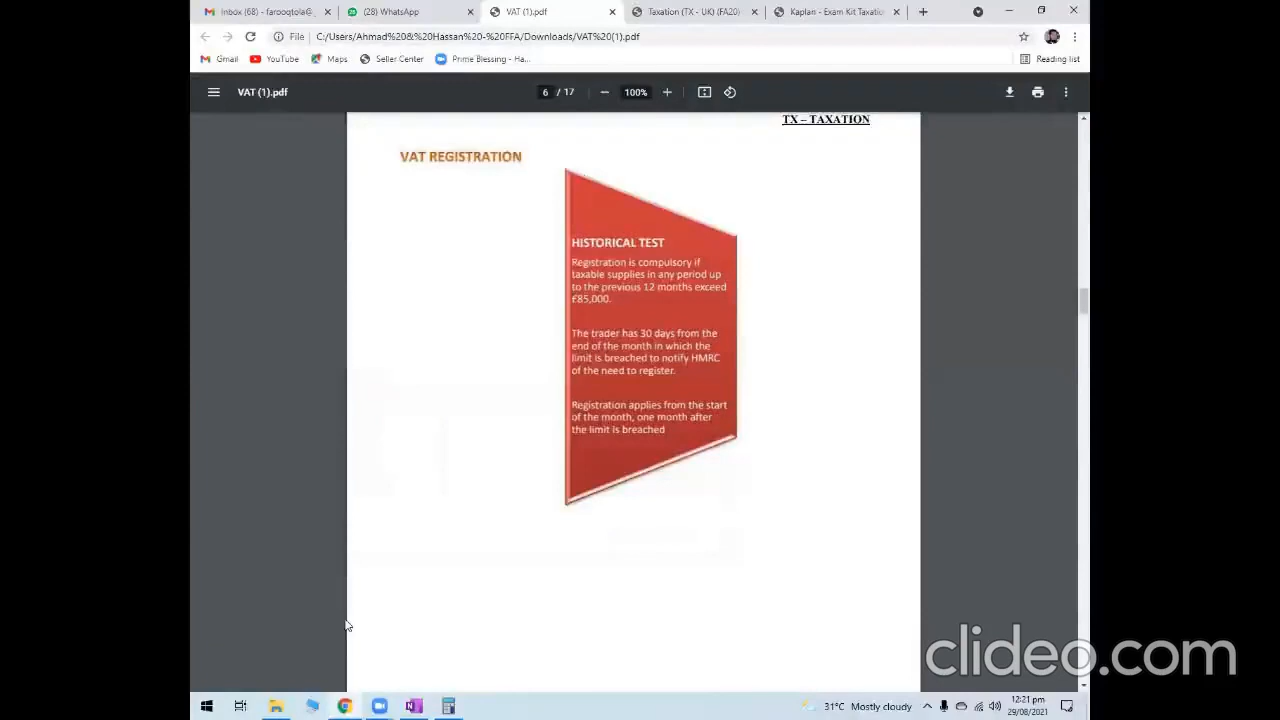 Inbox (68) - farooqtola@_
(28) WhatsApp
VAT (1).pdf
Taxation (TX - UK) (FA20)
Kaplan - Exam Kit Taxatio
File
C:/Users/Ahmad%20&%20Hassan%20-%20FFA/Downloads/VAT%20(1).pdf
Gmail
YouTube
Maps
Seller Center
Prime Blessing - Ha...
Reading list
VAT (1).pdf
6 / 17
100%
TX – TAXATION
VAT REGISTRATION
HISTORICAL TEST
Registration is compulsory if
taxable supplies in any period up
to the previous 12 months exceed
£85,000.
The trader has 30 days from the
end of the month in which the
limit is breached to notify HMRC
of the need to register.
Registration applies from the start
of the month, one month after
the limit is breached
clideo.com
31°C Mostly cloudy
12:21 pm
29/08/2021